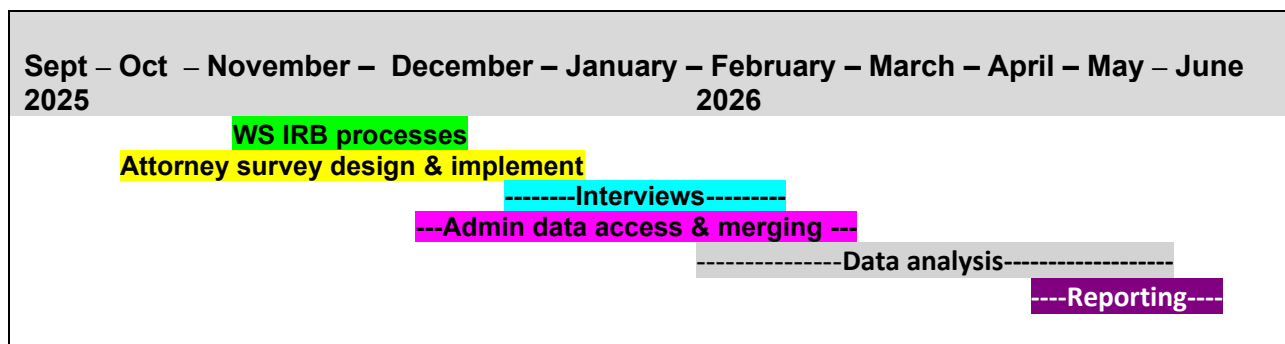 Sept – Oct – November – December – January – February – March – April – May – June
2025 2026
WS IRB processes
Attorney survey design & implement
--------Interviews---------
---Admin data access & merging ---
---------------Data analysis-------------------
----Reporting----